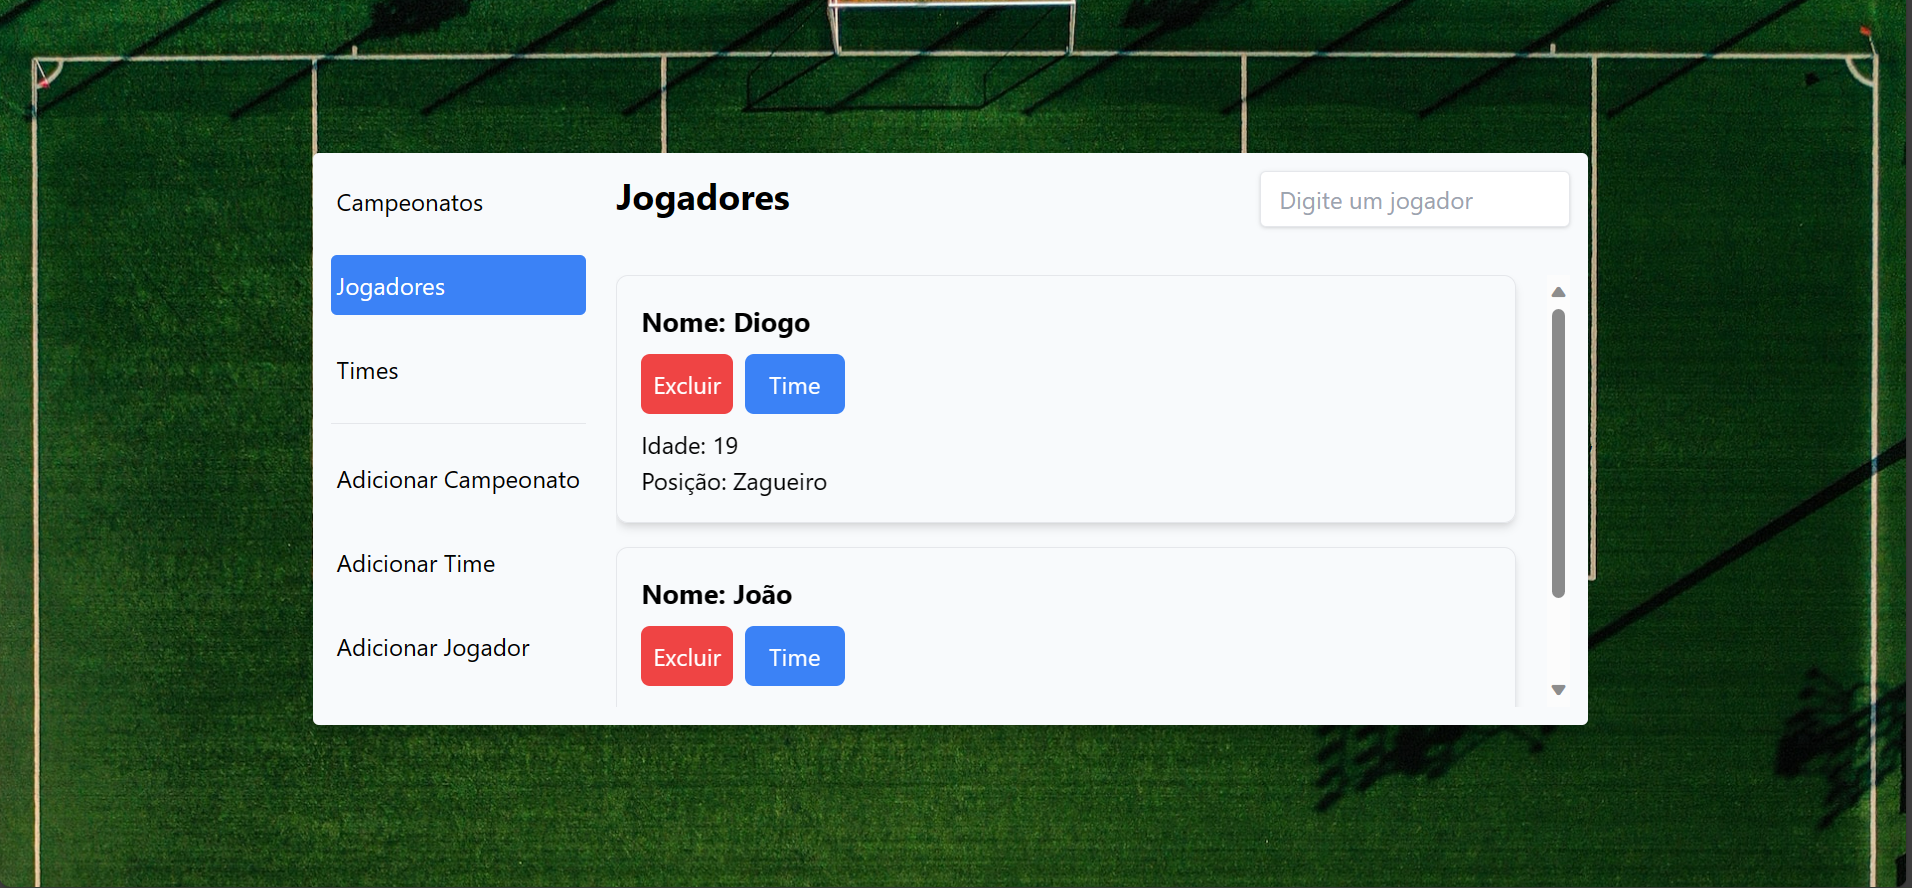 Campeonatos
Jogadores
Times
Adicionar Campeonato
Adicionar Time
Adicionar Jogador
Jogadores
Digite um jogador
Nome: Diogo
Excluir
Time
Idade: 19
Posição: Zagueiro
Nome: João
Excluir
Time